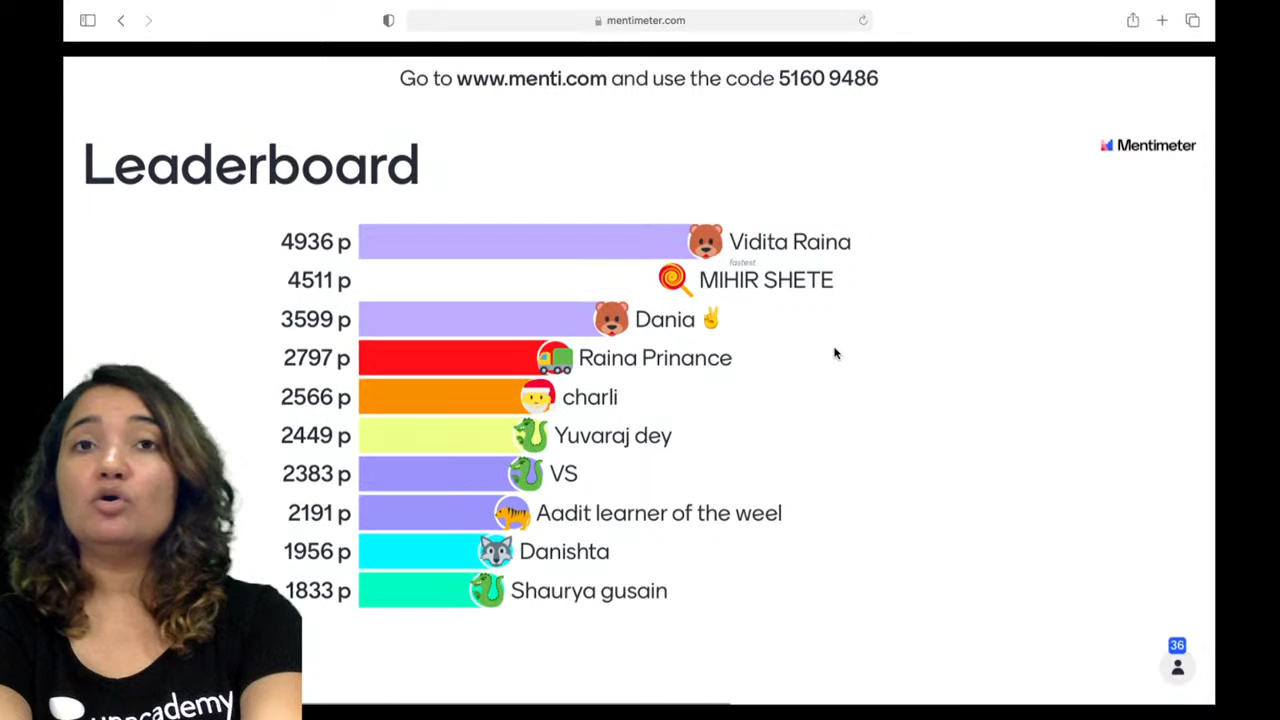 mentimeter.com
Go to www.menti.com and use the code 5160 9486
Leaderboard
Mentimeter
4936 p Vidita Raina
fastest
4511 p MIHIR SHETE
3599 p Dania ✌️
2797 p Raina Prinance
2566 p charli
2449 p Yuvaraj dey
2383 p VS
2191 p Aadit learner of the weel
1956 p Danishta
1833 p Shaurya gusain
36